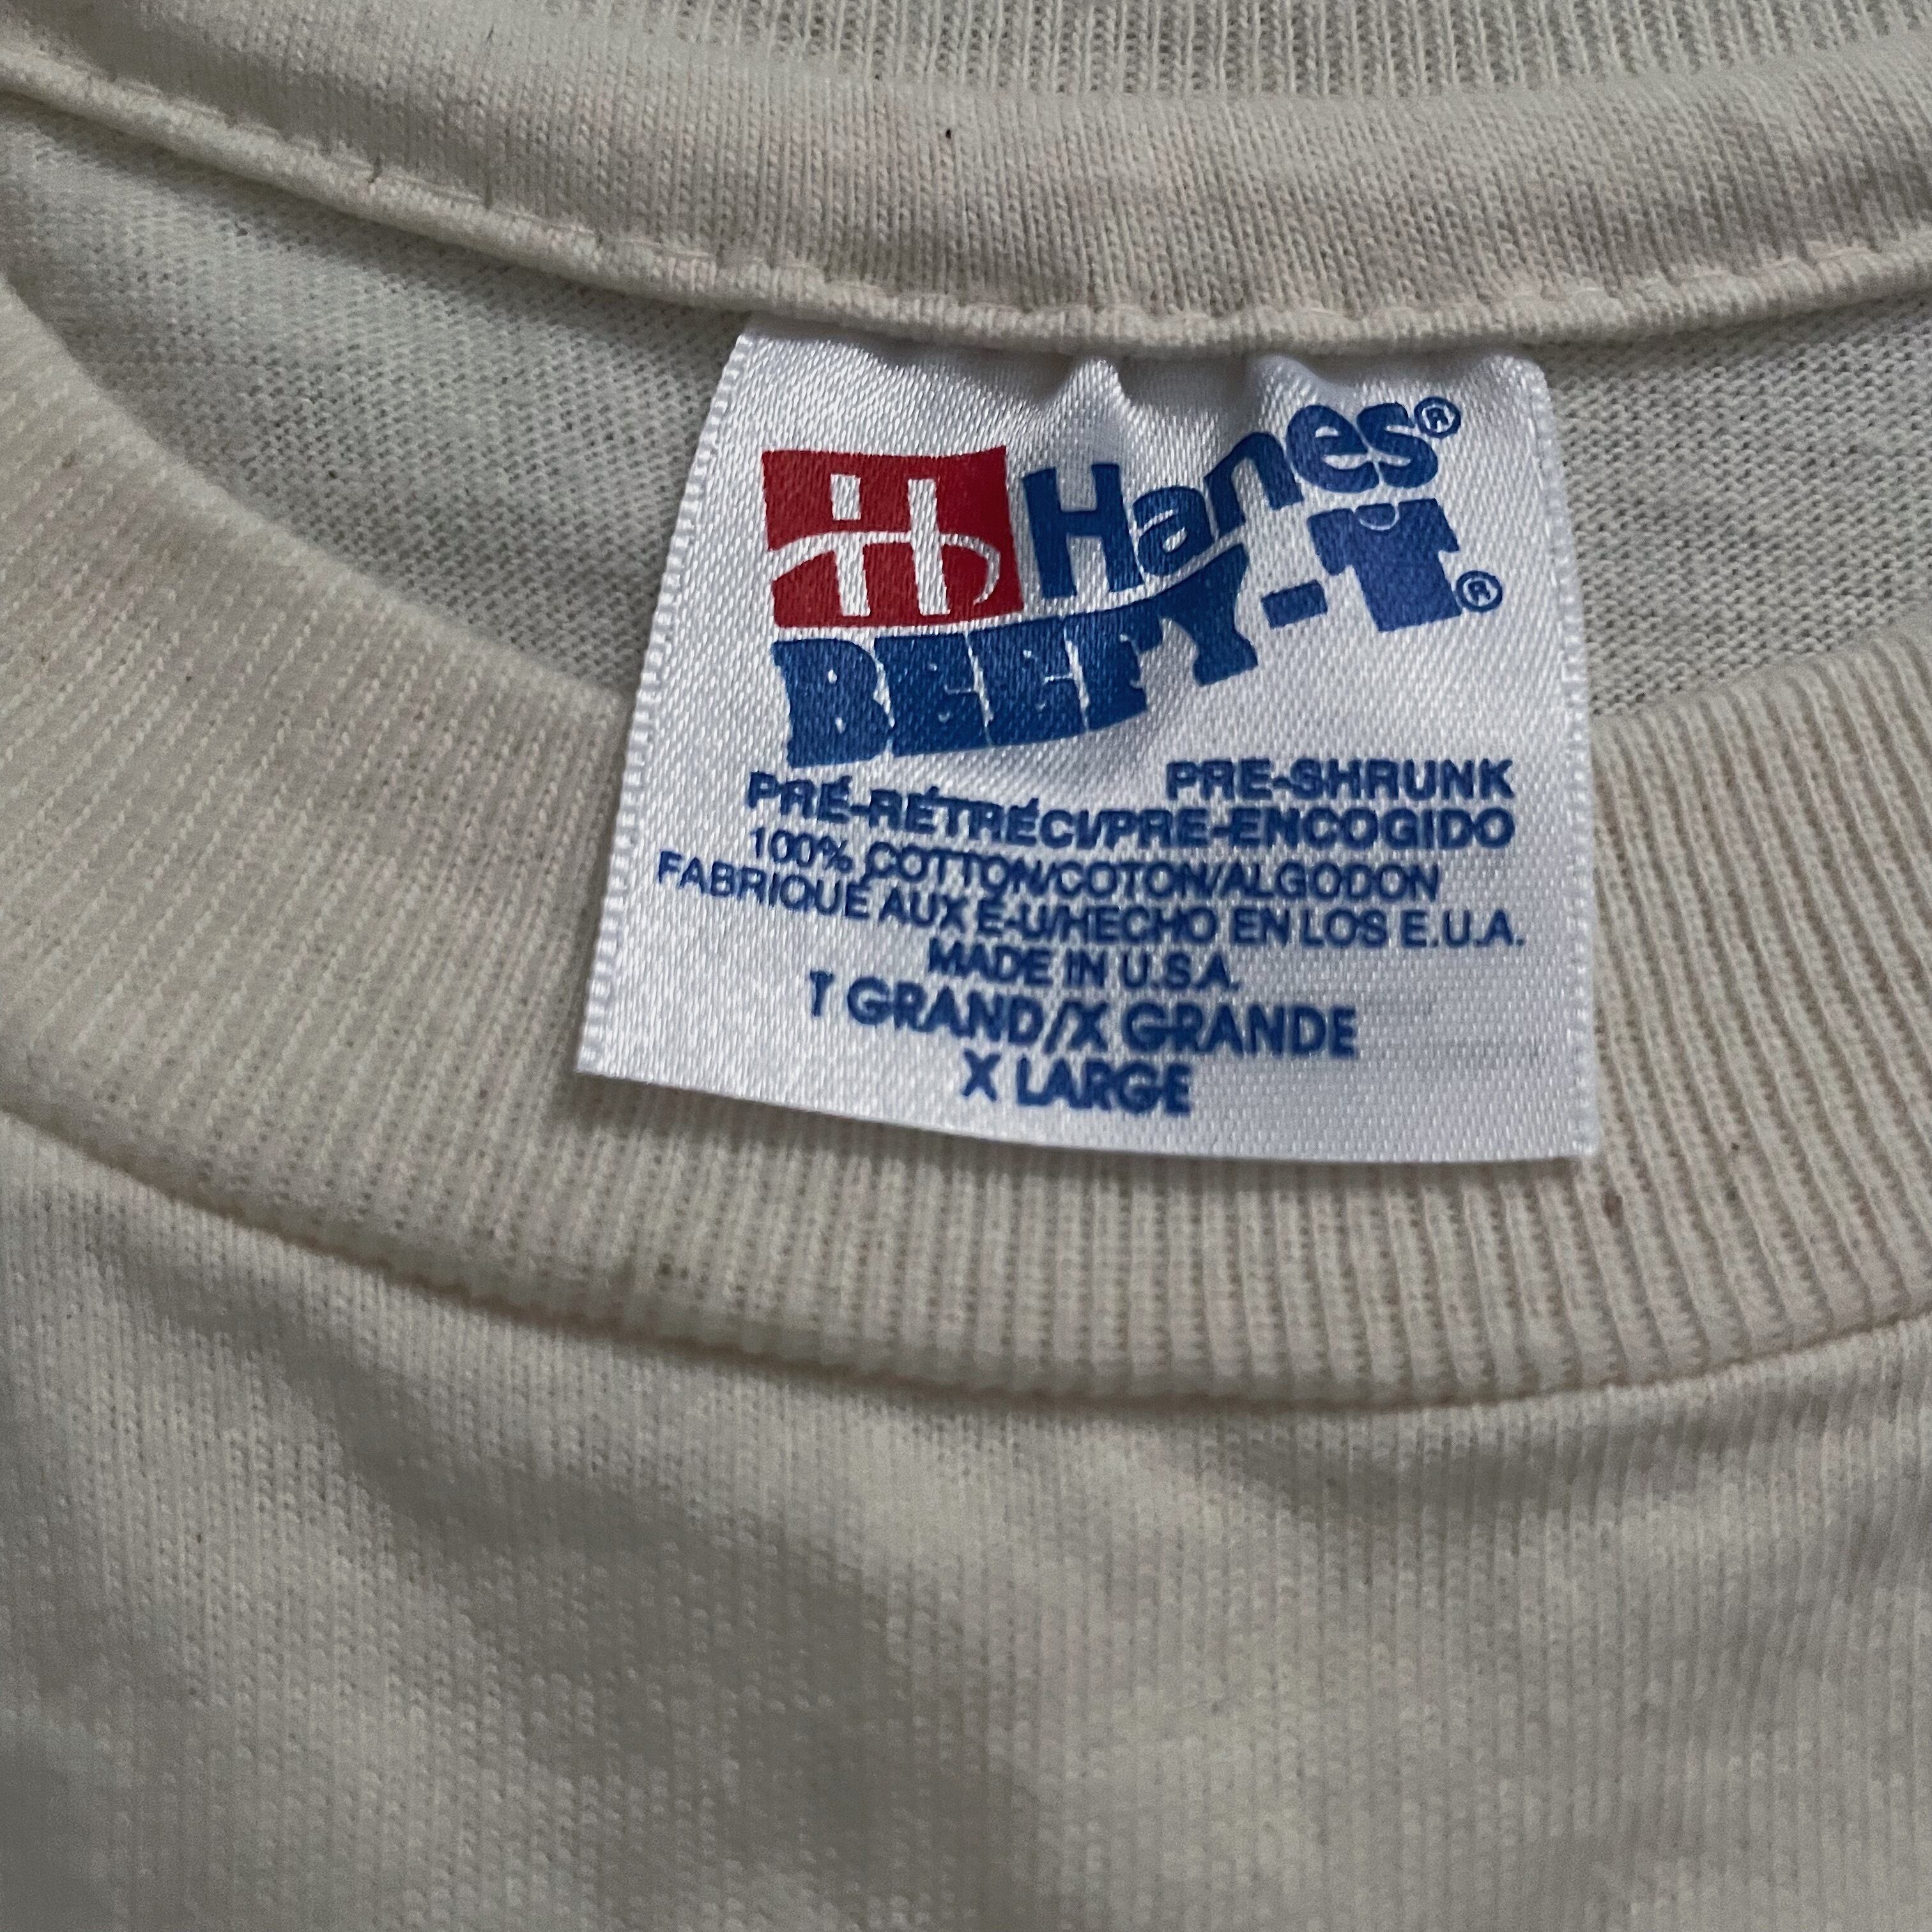 H Hanes®
BEEFY-T®
PRE-SHRUNK
PRÉ-RÉTRÉCI/PRE-ENCOGIDO
100% COTTON/COTON/ALGODON
FABRIQUÉ AUX É-U/HECHO EN LOS E.U.A.
MADE IN U.S.A.
T GRAND/X GRANDE
X LARGE